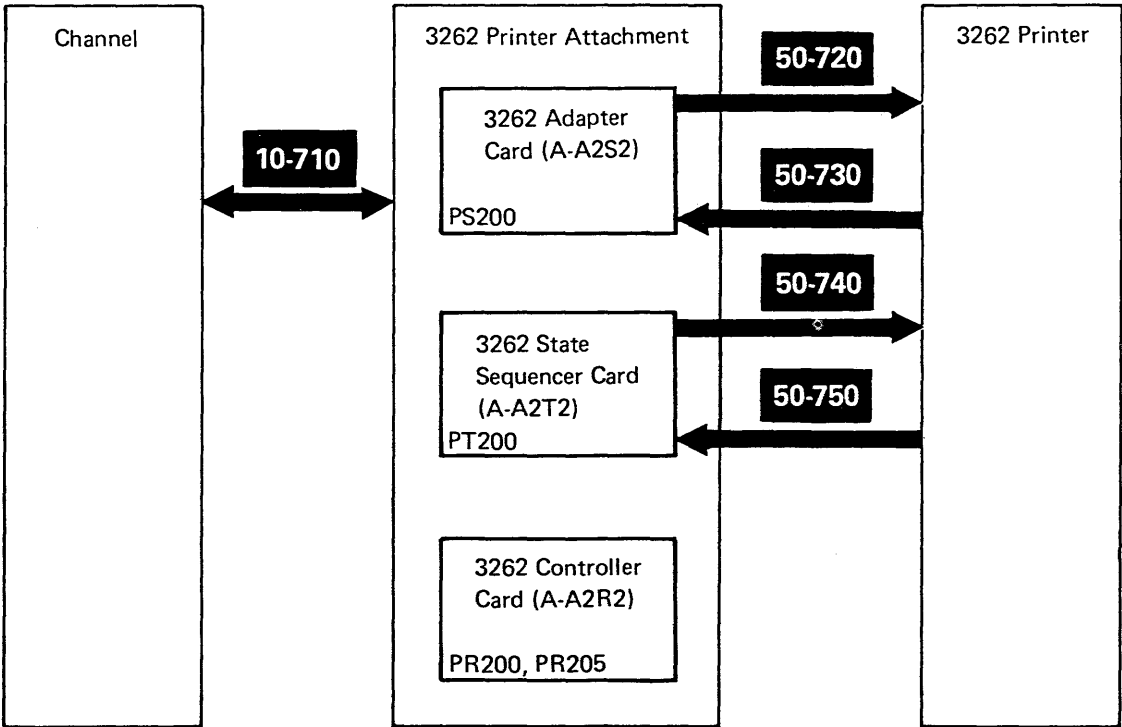 Channel
10-710
3262 Printer Attachment
3262 Adapter
Card (A-A2S2)
PS200
3262 State
Sequencer Card
(A-A2T2)
PT200
3262 Controller
Card (A-A2R2)
PR200, PR205
50-720
50-730
50-740
50-750
3262 Printer